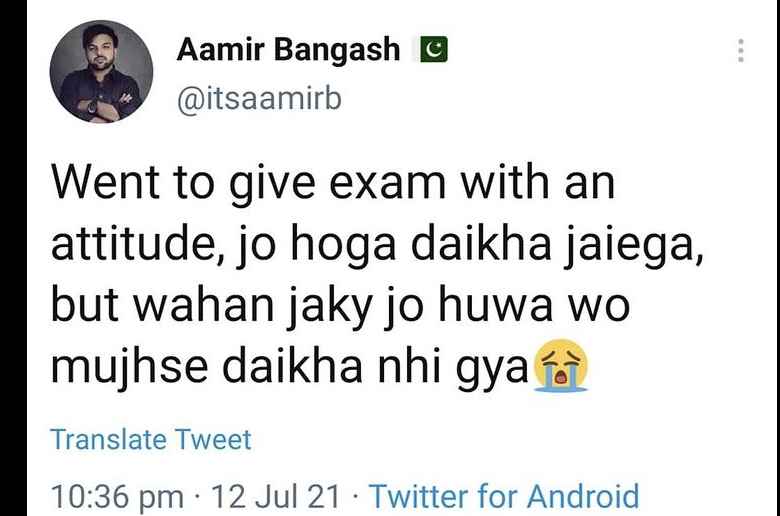 Aamir Bangash 🇵🇰
@itsaamirb
Went to give exam with an
attitude, jo hoga daikha jaiega,
but wahan jaky jo huwa wo
mujhse daikha nhi gya😭
Translate Tweet
10:36 pm · 12 Jul 21 · Twitter for Android